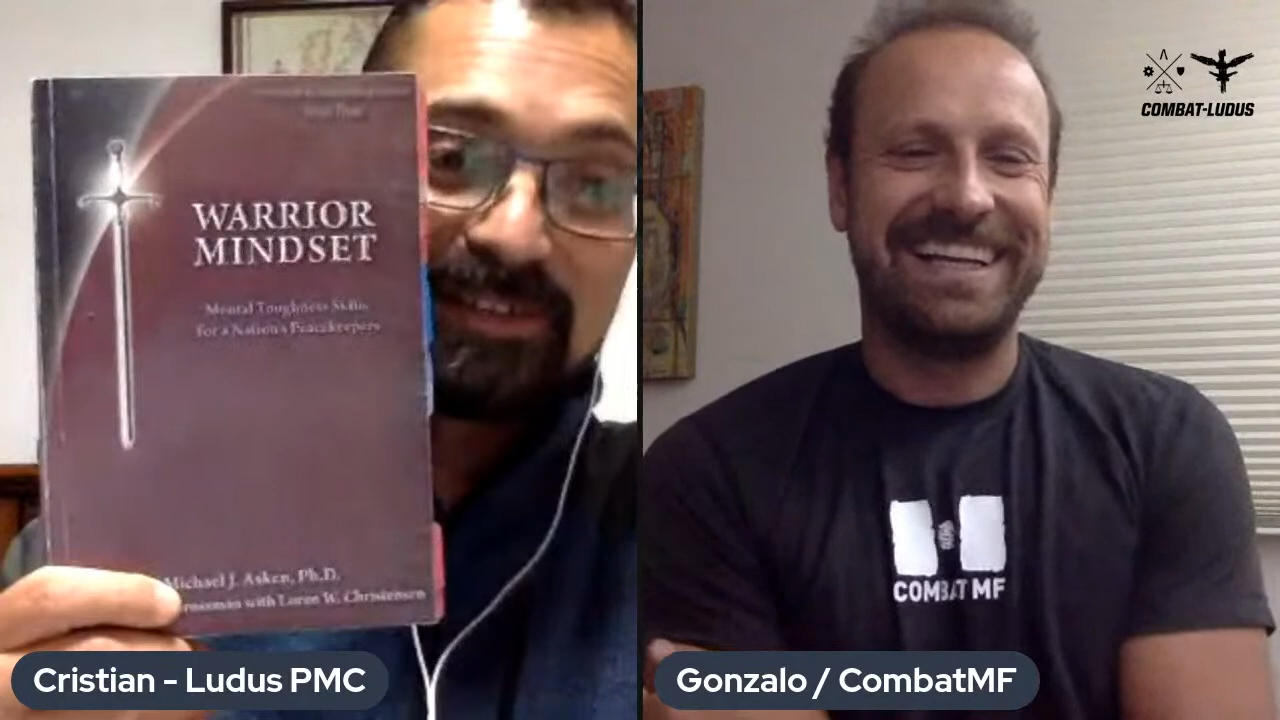 WARRIOR
MINDSET
Mental Toughness Skills
for a Nation's Peacekeepers
Michael J. Asken, Ph.D.
Grossman with Loren W. Christensen
Cristian - Ludus PMC
COMBAT-LUDUS
COMBAT MF
Gonzalo / CombatMF